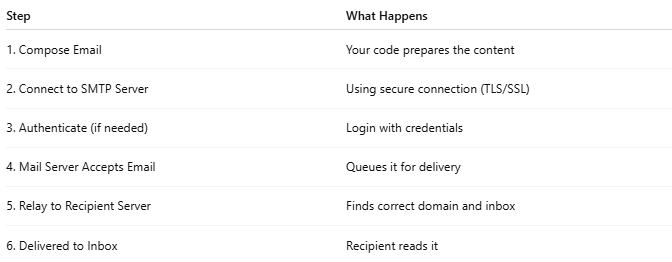 Step What Happens
1. Compose Email Your code prepares the content
2. Connect to SMTP Server Using secure connection (TLS/SSL)
3. Authenticate (if needed) Login with credentials
4. Mail Server Accepts Email Queues it for delivery
5. Relay to Recipient Server Finds correct domain and inbox
6. Delivered to Inbox Recipient reads it